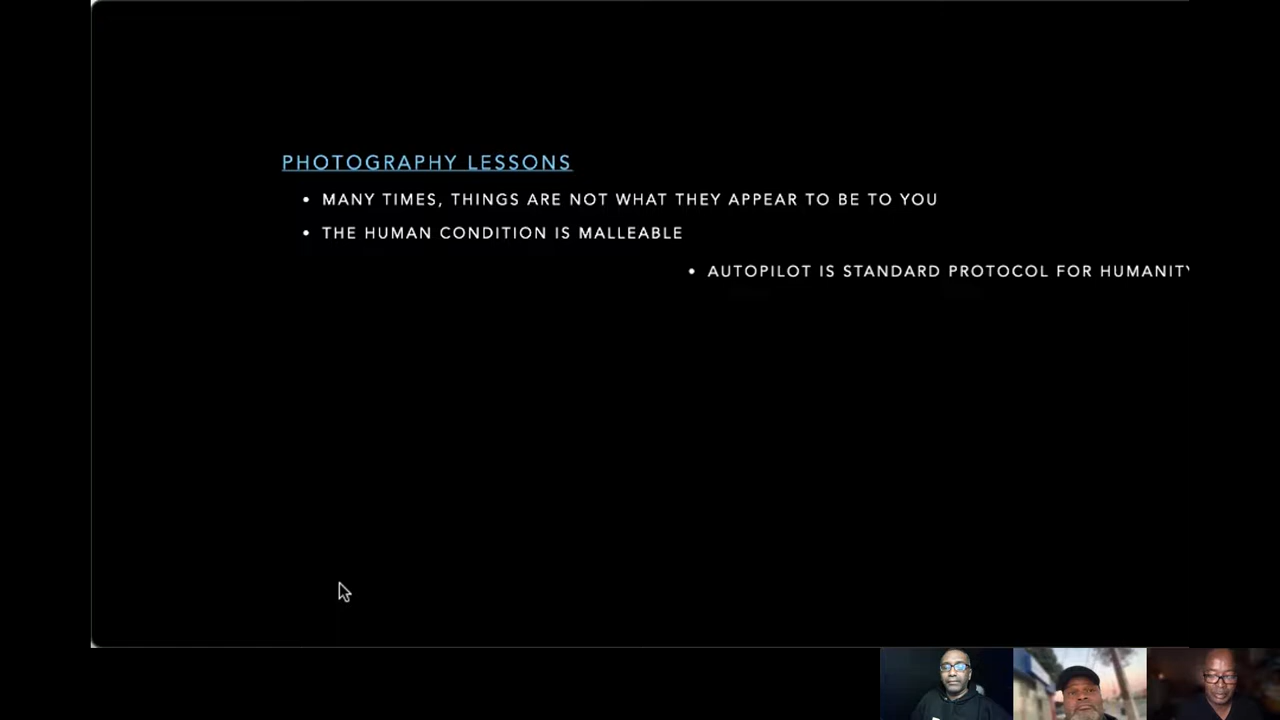 PHOTOGRAPHY LESSONS
• MANY TIMES, THINGS ARE NOT WHAT THEY APPEAR TO BE TO YOU
• THE HUMAN CONDITION IS MALLEABLE
• AUTOPILOT IS STANDARD PROTOCOL FOR HUMANITY